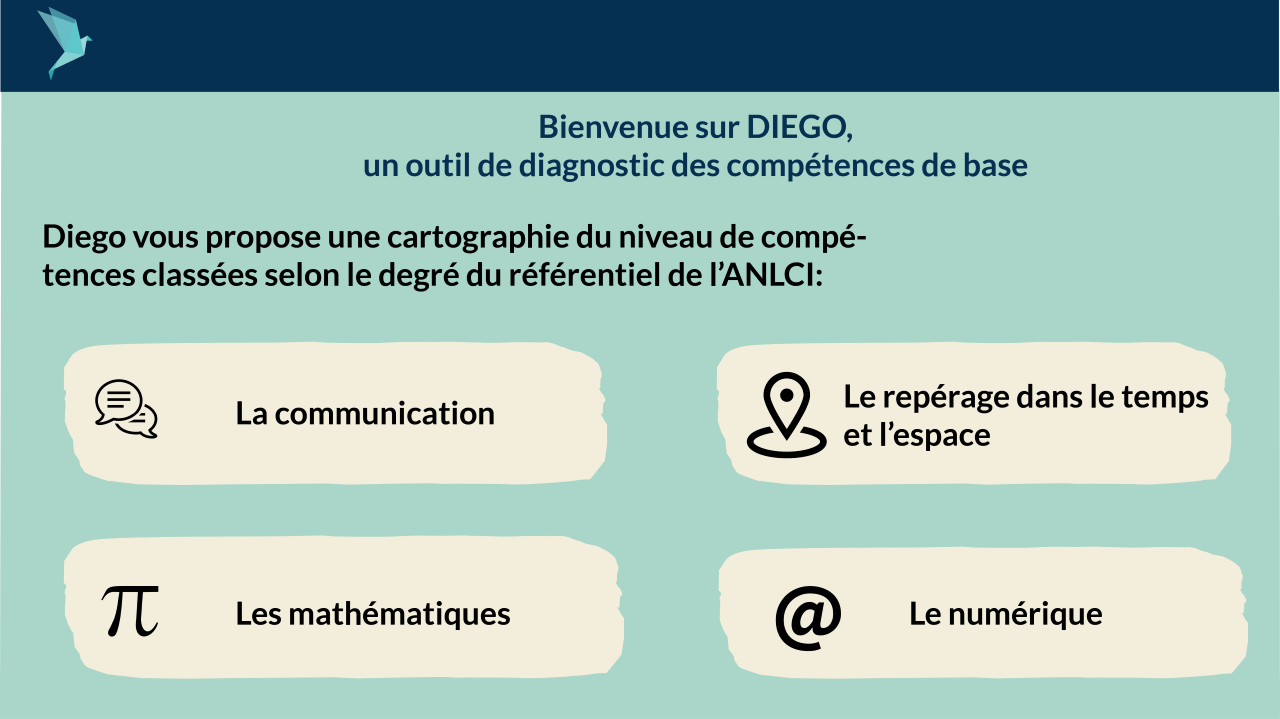 Bienvenue sur DIEGO,
un outil de diagnostic des compétences de base
Diego vous propose une cartographie du niveau de compé-
tences classées selon le degré du référentiel de l’ANLCI:
La communication
Le repérage dans le temps
et l’espace
π
Les mathématiques
@
Le numérique